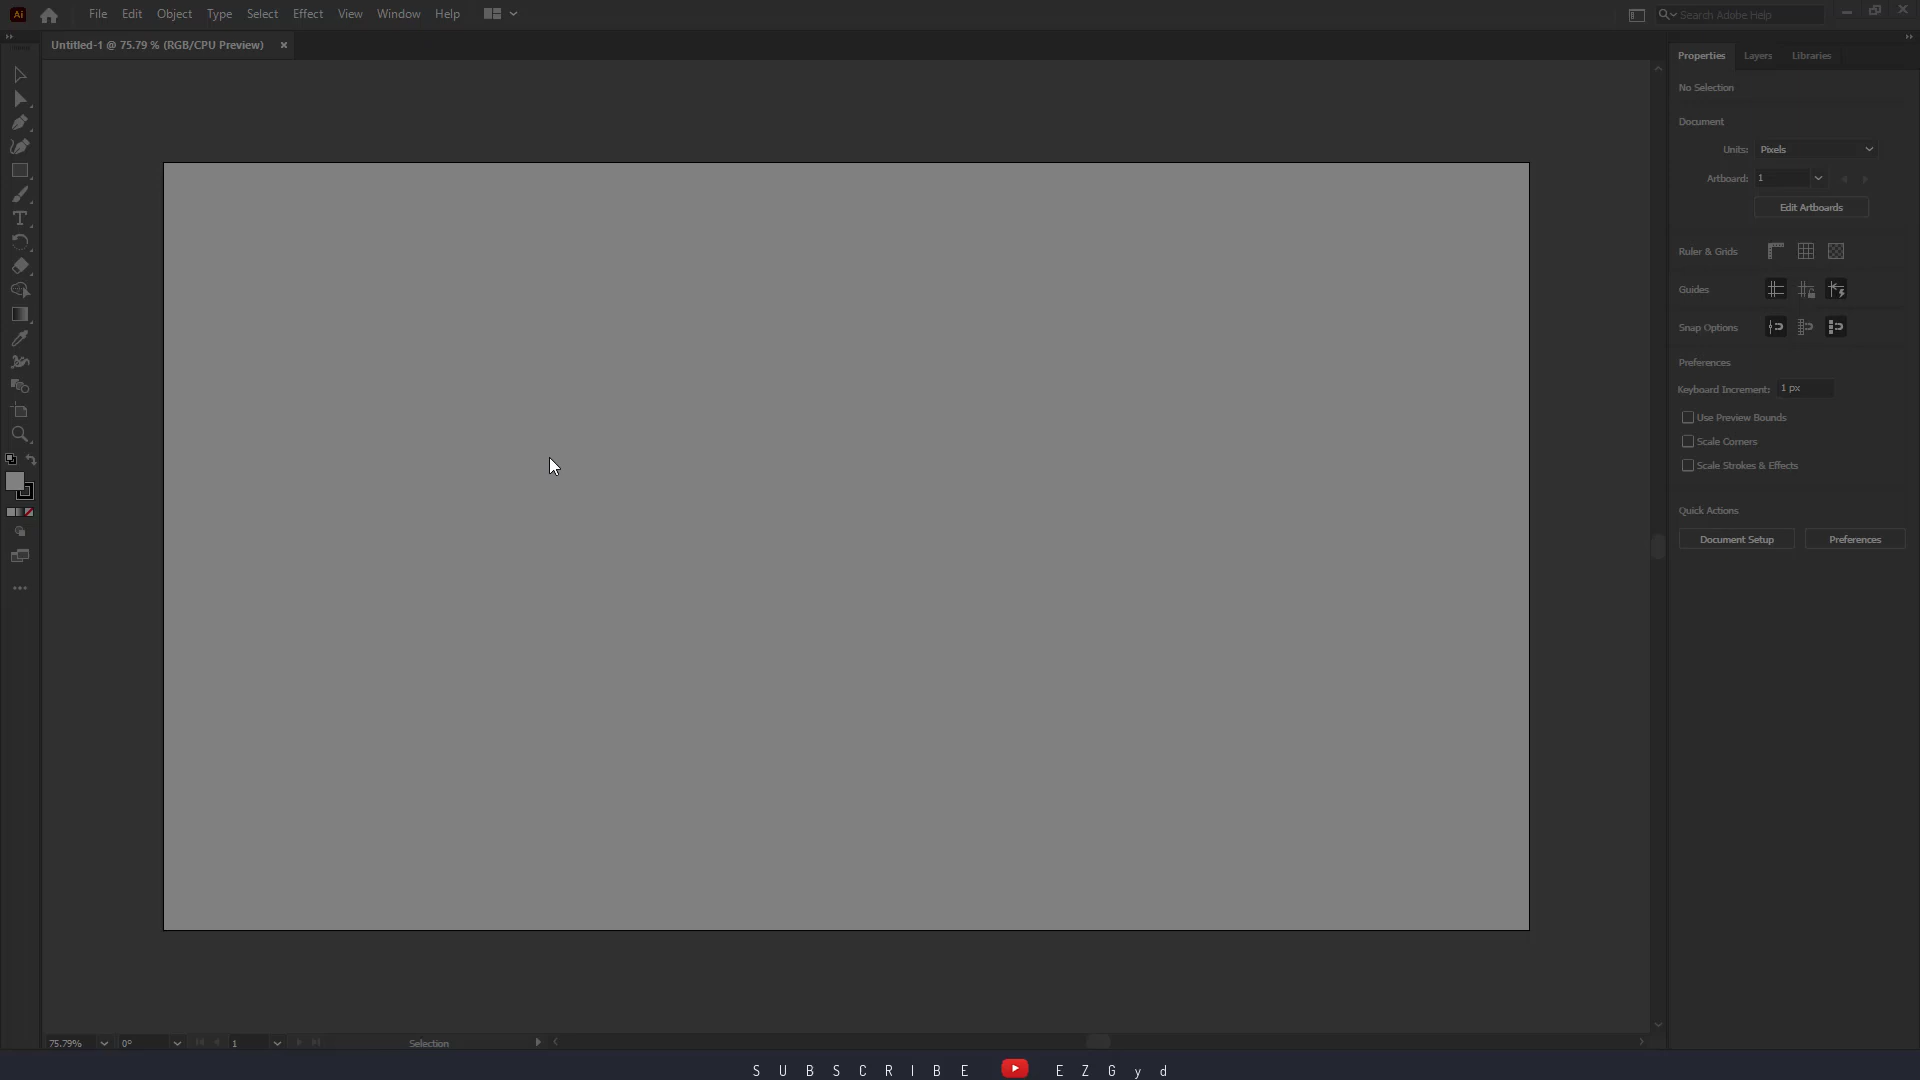 Ai File Edit Object Type Select Effect View Window Help Search Adobe Help
Untitled-1 @ 75.79 % (RGB/CPU Preview)
Properties Layers Libraries
No Selection
Document
Units: Pixels
Artboard: 1
Edit Artboards
Ruler & Grids
Guides
Snap Options
Preferences
Keyboard Increment: 1 px
Use Preview Bounds
Scale Corners
Scale Strokes & Effects
Quick Actions
Document Setup Preferences
75.79% 0° 1 Selection
SUBSCRIBE EZGyd